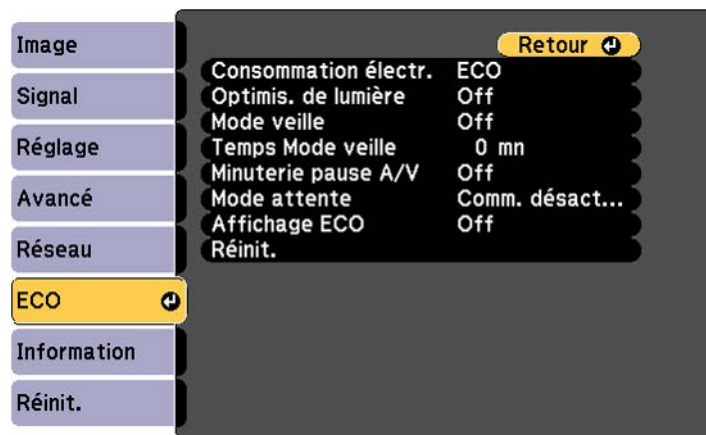 Image
Signal
Réglage
Avancé
Réseau
ECO
Information
Réinit.
Retour
Consommation électr. ECO
Optimis. de lumière Off
Mode veille Off
Temps Mode veille 0 mn
Minuterie pause A/V Off
Mode attente Comm. désact...
Affichage ECO Off
Réinit.